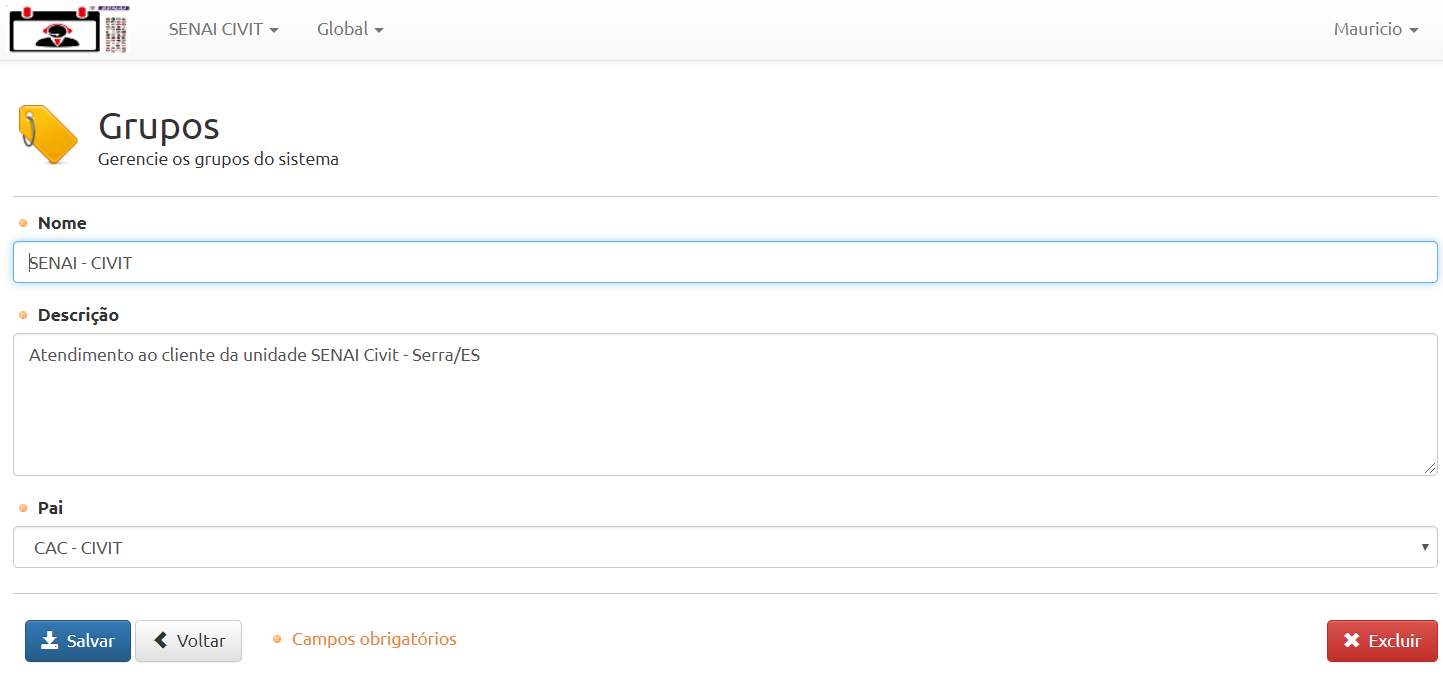 SENAI CIVIT
Global
Mauricio
Grupos
Gerencie os grupos do sistema
Nome
SENAI - CIVIT
Descrição
Atendimento ao cliente da unidade SENAI Civit - Serra/ES
Pai
CAC - CIVIT
Salvar
Voltar
Campos obrigatórios
Excluir